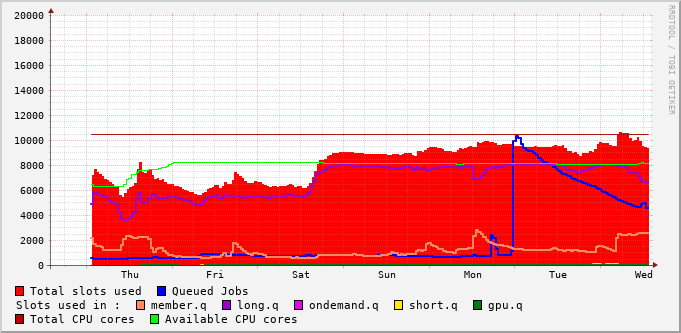 20000
18000
16000
14000
12000
10000
8000
6000
4000
2000
0
Thu Fri Sat Sun Mon Tue Wed
Total slots used Queued Jobs
Slots used in : member.q long.q ondemand.q short.q gpu.q
Total CPU cores Available CPU cores
RRDTOOL / TOBI OETIKER